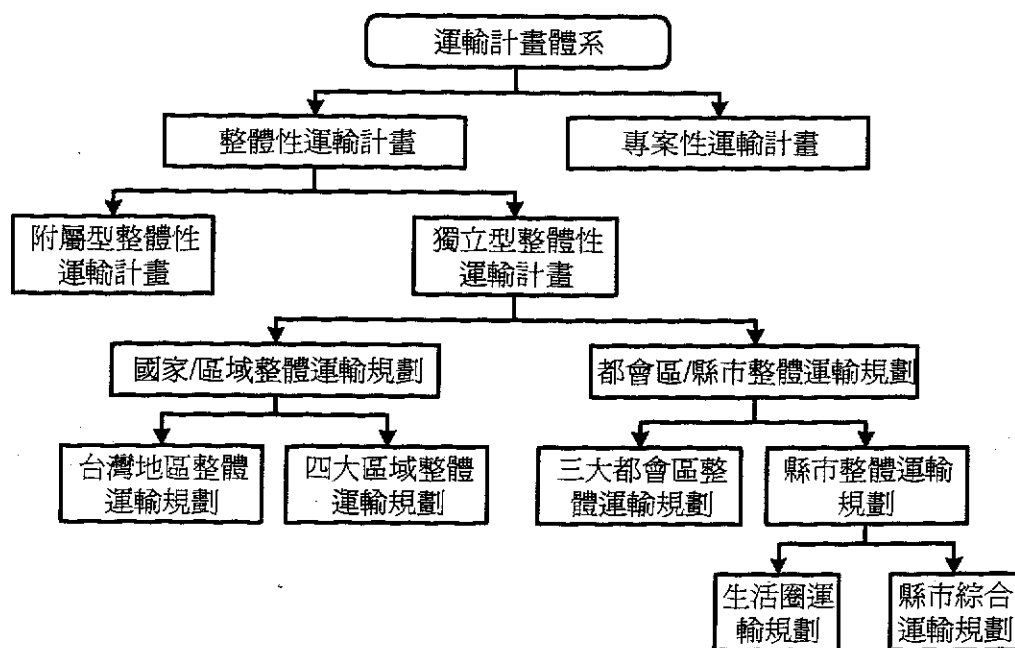 運輸計畫體系
整體性運輸計畫
專案性運輸計畫
附屬型整體性
運輸計畫
獨立型整體性
運輸計畫
國家/區域整體運輸規劃
都會區/縣市整體運輸規劃
台灣地區整體
運輸規劃
四大區域整體
運輸規劃
三大都會區整
體運輸規劃
縣市整體運輸
規劃
生活圈運
輸規劃
縣市綜合
運輸規劃